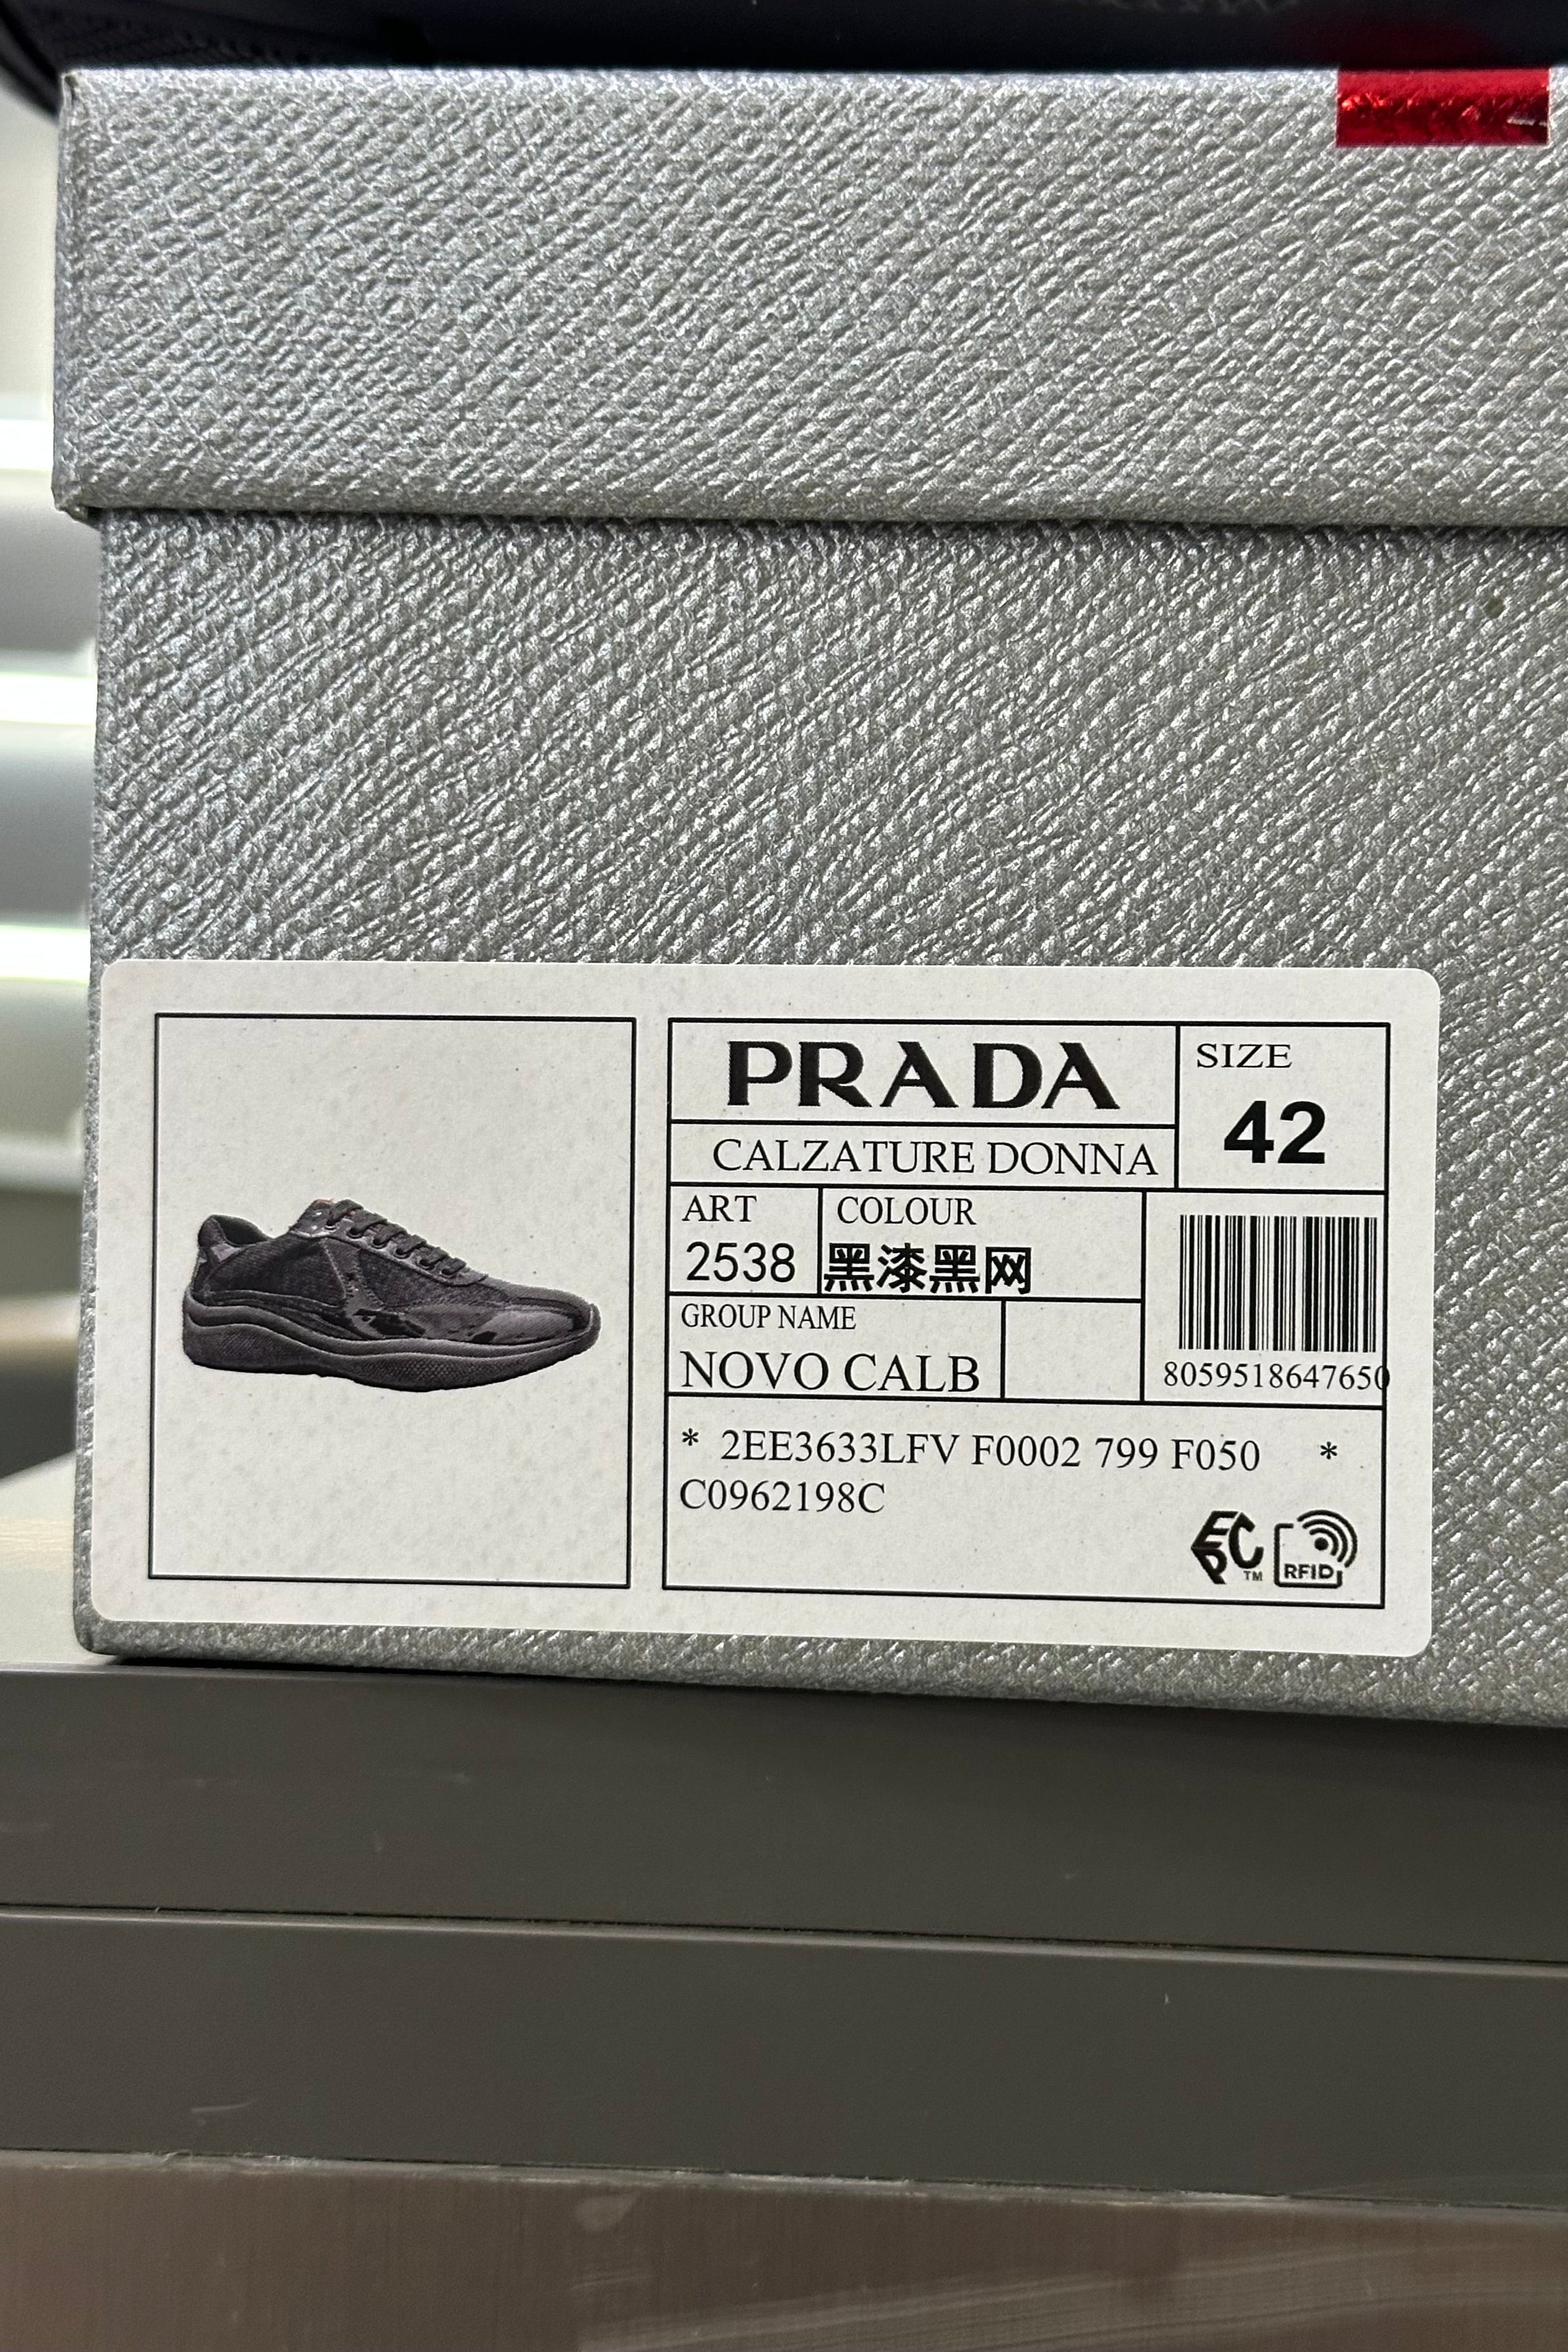 PRADA
SIZE
42
CALZATURE DONNA
ART
COLOUR
2538
黑漆黑网
GROUP NAME
NOVO CALB
8059518647650
* 2EE3633LFV F0002 799 F050 *
C0962198C
EPC™
RFID